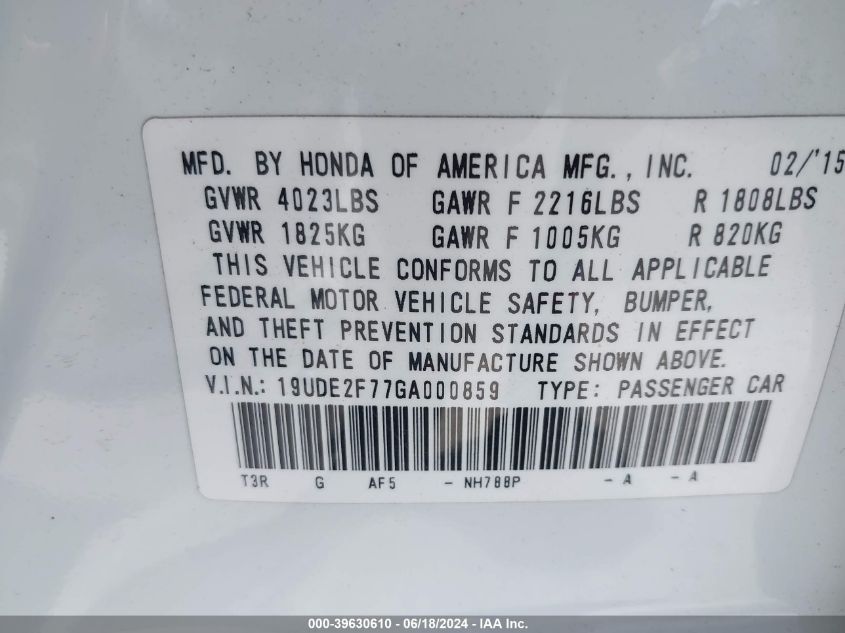 MFD. BY HONDA OF AMERICA MFG., INC. 02/'15
GVWR 4023LBS GAWR F 2216LBS R 1808LBS
GVWR 1825KG GAWR F 1005KG R 820KG
THIS VEHICLE CONFORMS TO ALL APPLICABLE
FEDERAL MOTOR VEHICLE SAFETY, BUMPER,
AND THEFT PREVENTION STANDARDS IN EFFECT
ON THE DATE OF MANUFACTURE SHOWN ABOVE.
V.I.N.: 19UDE2F77GA000859 TYPE: PASSENGER CAR
T3R G AF5 - NH788P - A - A
000-39630610 - 06/18/2024 - IAA Inc.